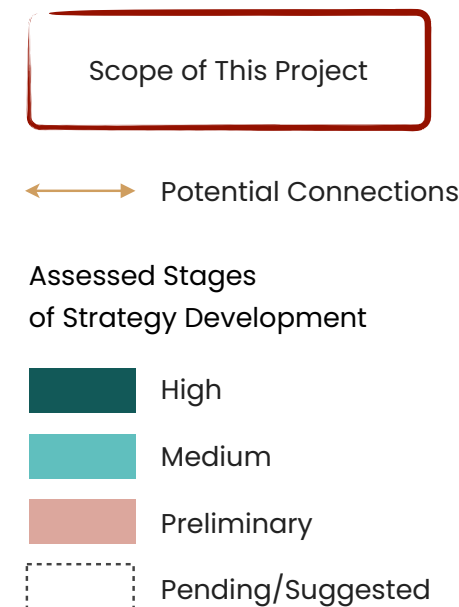 Scope of This Project
Potential Connections
Assessed Stages
of Strategy Development
High
Medium
Preliminary
Pending/Suggested